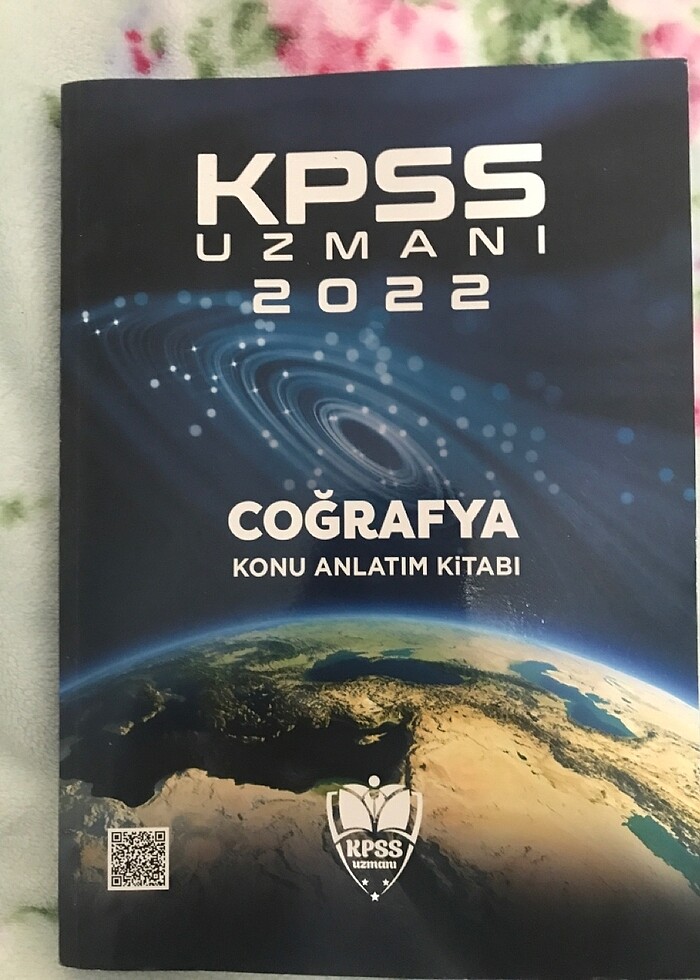 KPSS
UZMANI
2022
COĞRAFYA
KONU ANLATIM KİTABI
KPSS
uzmanı